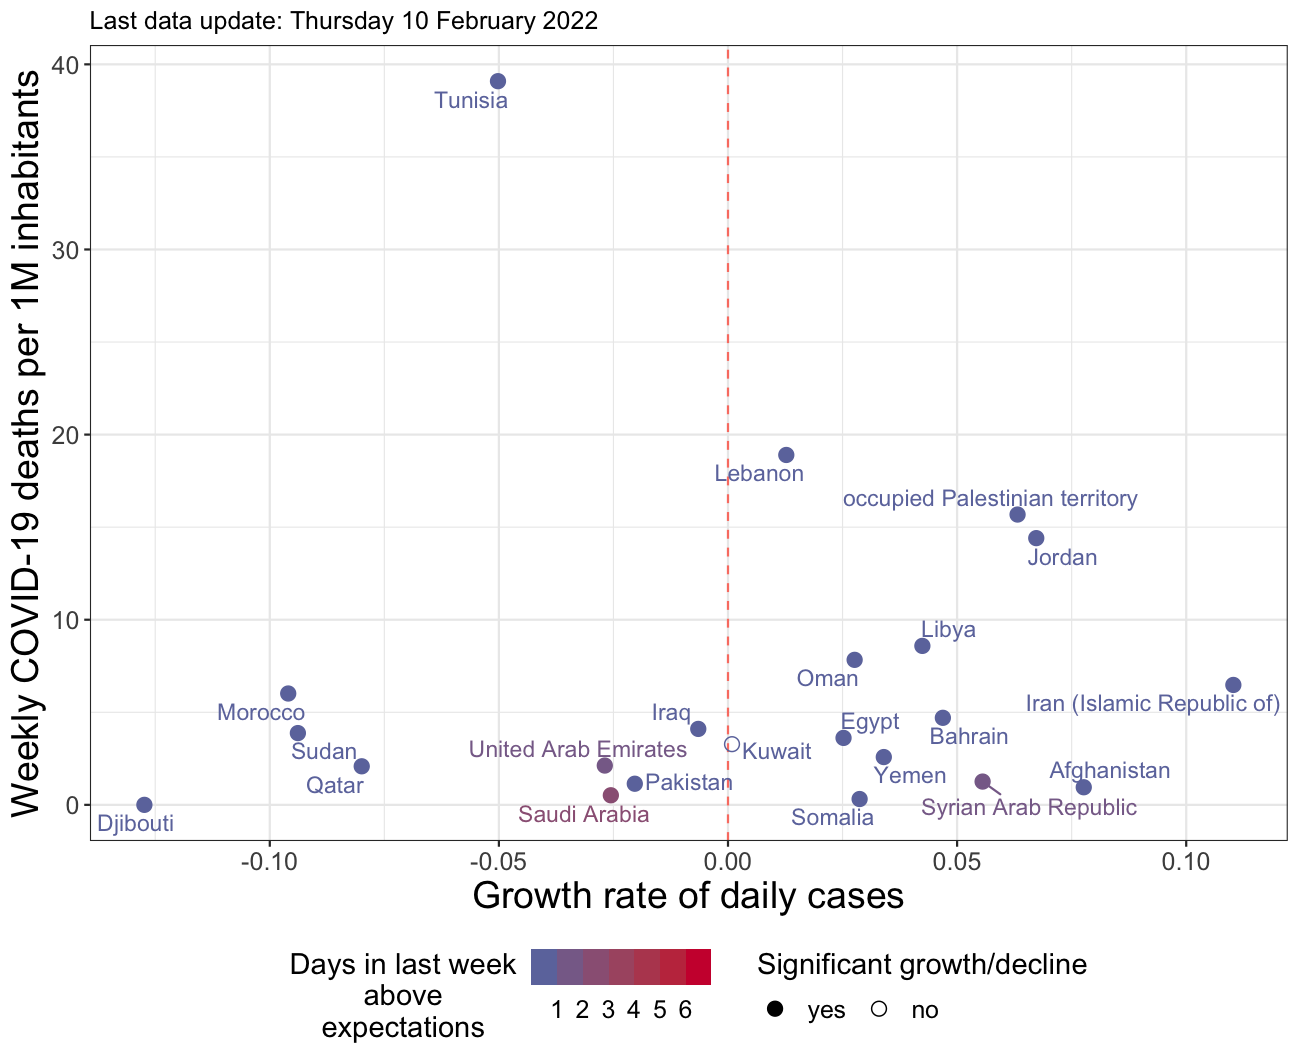 Last data update: Thursday 10 February 2022
Weekly COVID-19 deaths per 1M inhabitants
40
30
20
10
0
Tunisia
Lebanon
occupied Palestinian territory
Jordan
Libya
Oman
Morocco
Iran (Islamic Republic of)
Iraq
Egypt
Bahrain
Sudan
United Arab Emirates
Kuwait
Qatar
Yemen
Afghanistan
Pakistan
Saudi Arabia
Somalia
Syrian Arab Republic
Djibouti
-0.10 -0.05 0.00 0.05 0.10
Growth rate of daily cases
Days in last week
above
expectations
1 2 3 4 5 6
Significant growth/decline
yes no